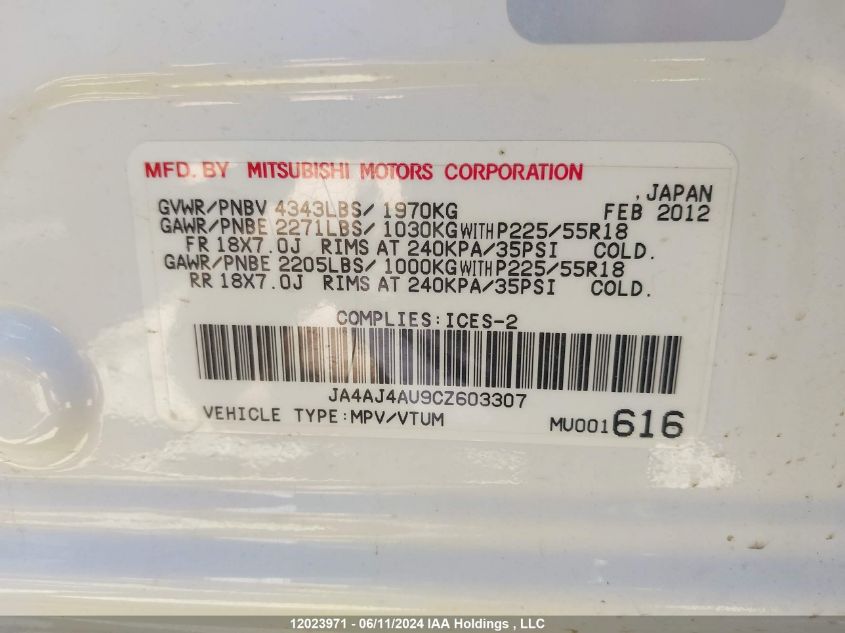 MFD. BY MITSUBISHI MOTORS CORPORATION
, JAPAN
GVWR/PNBV 4343LBS/ 1970KG FEB 2012
GAWR/PNBE 2271LBS/ 1030KG WITH P225/55R18
FR 18X7.0J RIMS AT 240KPA/35PSI COLD.
GAWR/PNBE 2205LBS/ 1000KG WITH P225/55R18
RR 18X7.0J RIMS AT 240KPA/35PSI COLD.
COMPLIES:ICES-2
JA4AJ4AU9CZ603307
VEHICLE TYPE:MPV/VTUM MU001616
12023971 - 06/11/2024 IAA Holdings , LLC